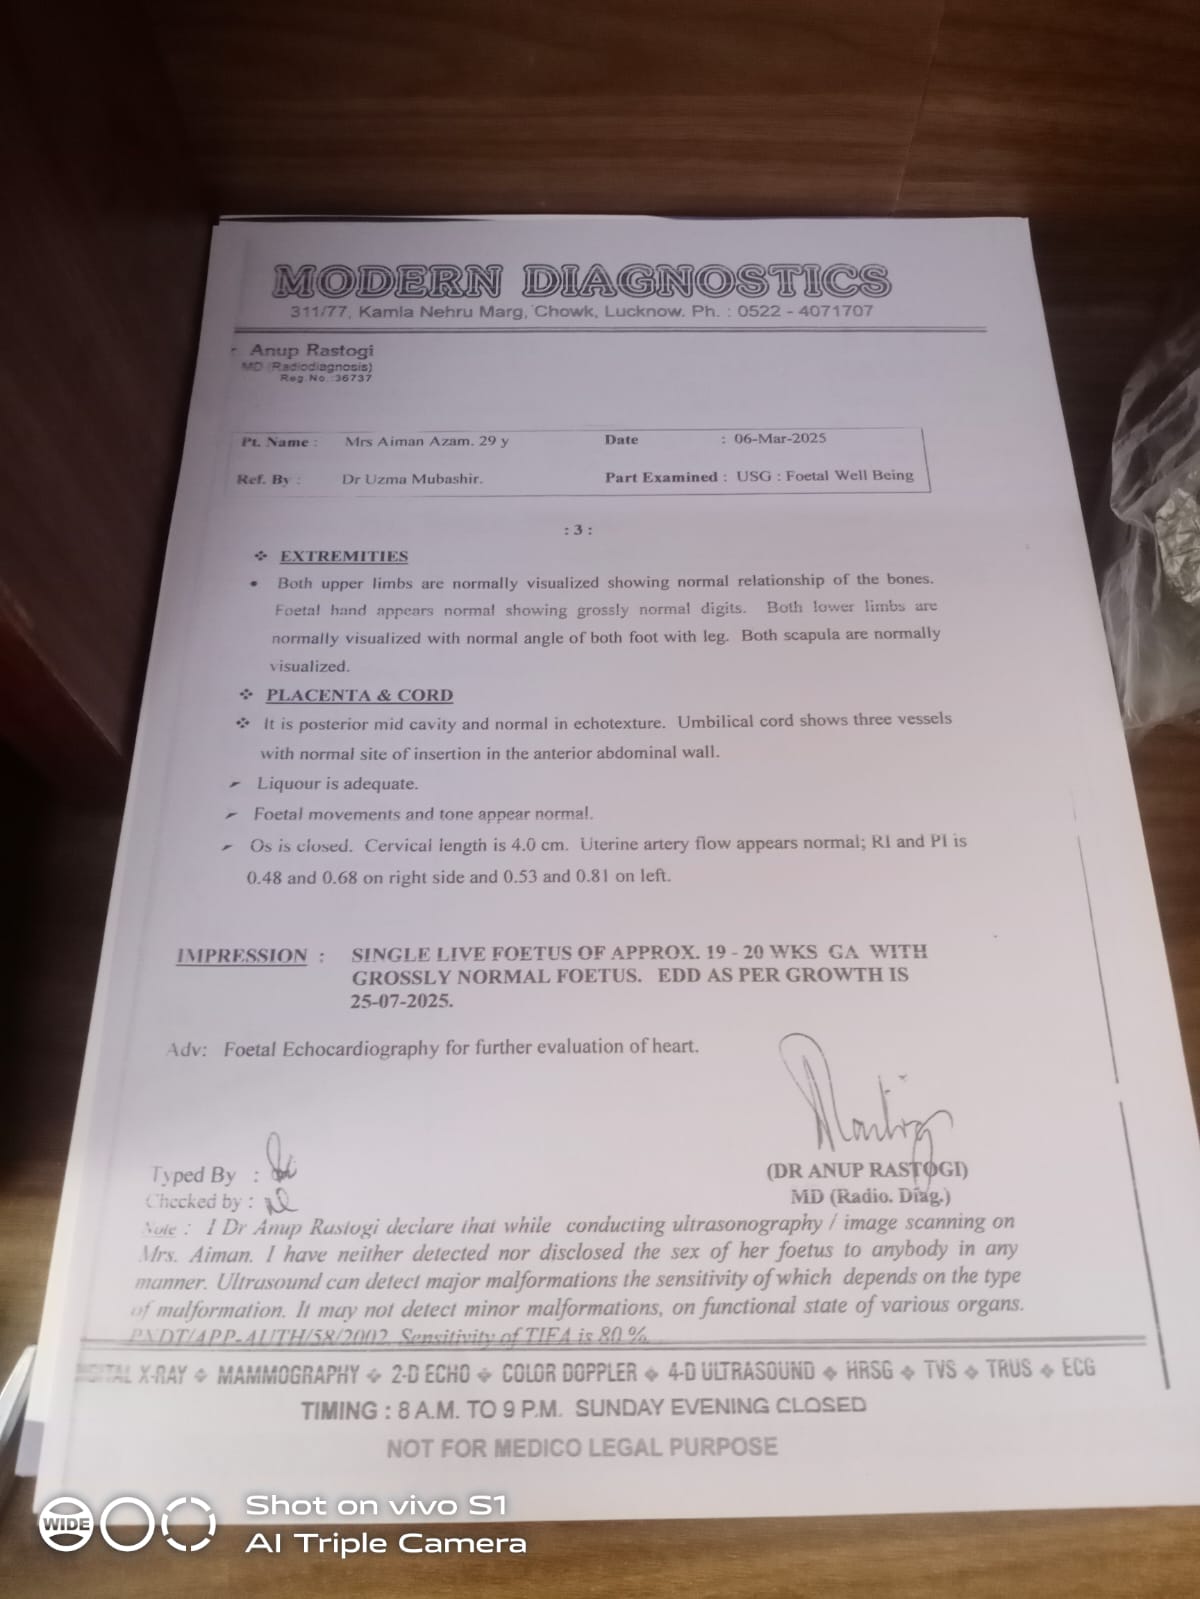 MODERN DIAGNOSTICS
311/77, Kamla Nehru Marg, Chowk, Lucknow. Ph. : 0522 - 4071707
Anup Rastogi
MD (Radiodiagnosis)
Reg.No.:36737
Pt. Name : Mrs Aiman Azam. 29 y Date : 06-Mar-2025
Ref. By : Dr Uzma Mubashir. Part Examined : USG : Foetal Well Being
: 3 :
❖ EXTREMITIES
• Both upper limbs are normally visualized showing normal relationship of the bones.
Foetal hand appears normal showing grossly normal digits. Both lower limbs are
normally visualized with normal angle of both foot with leg. Both scapula are normally
visualized.
❖ PLACENTA & CORD
❖ It is posterior mid cavity and normal in echotexture. Umbilical cord shows three vessels
with normal site of insertion in the anterior abdominal wall.
➢ Liquour is adequate.
➢ Foetal movements and tone appear normal.
➢ Os is closed. Cervical length is 4.0 cm. Uterine artery flow appears normal; RI and PI is
0.48 and 0.68 on right side and 0.53 and 0.81 on left.
IMPRESSION : SINGLE LIVE FOETUS OF APPROX. 19 - 20 WKS GA WITH
GROSSLY NORMAL FOETUS. EDD AS PER GROWTH IS
25-07-2025.
Adv: Foetal Echocardiography for further evaluation of heart.
Typed By :
Checked by :
(DR ANUP RASTOGI)
MD (Radio. Diag.)
Note : I Dr Anup Rastogi declare that while conducting ultrasonography / image scanning on
Mrs. Aiman. I have neither detected nor disclosed the sex of her foetus to anybody in any
manner. Ultrasound can detect major malformations the sensitivity of which depends on the type
of malformation. It may not detect minor malformations, on functional state of various organs.
PNDT/APP-AUTH/58/2002. Sensitivity of TIFA is 80 %.
DIGITAL X-RAY ❖ MAMMOGRAPHY ❖ 2-D ECHO ❖ COLOR DOPPLER ❖ 4-D ULTRASOUND ❖ HRSG ❖ TVS ❖ TRUS ❖ ECG
TIMING : 8 A.M. TO 9 P.M. SUNDAY EVENING CLOSED
NOT FOR MEDICO LEGAL PURPOSE
WIDE
Shot on vivo S1
AI Triple Camera